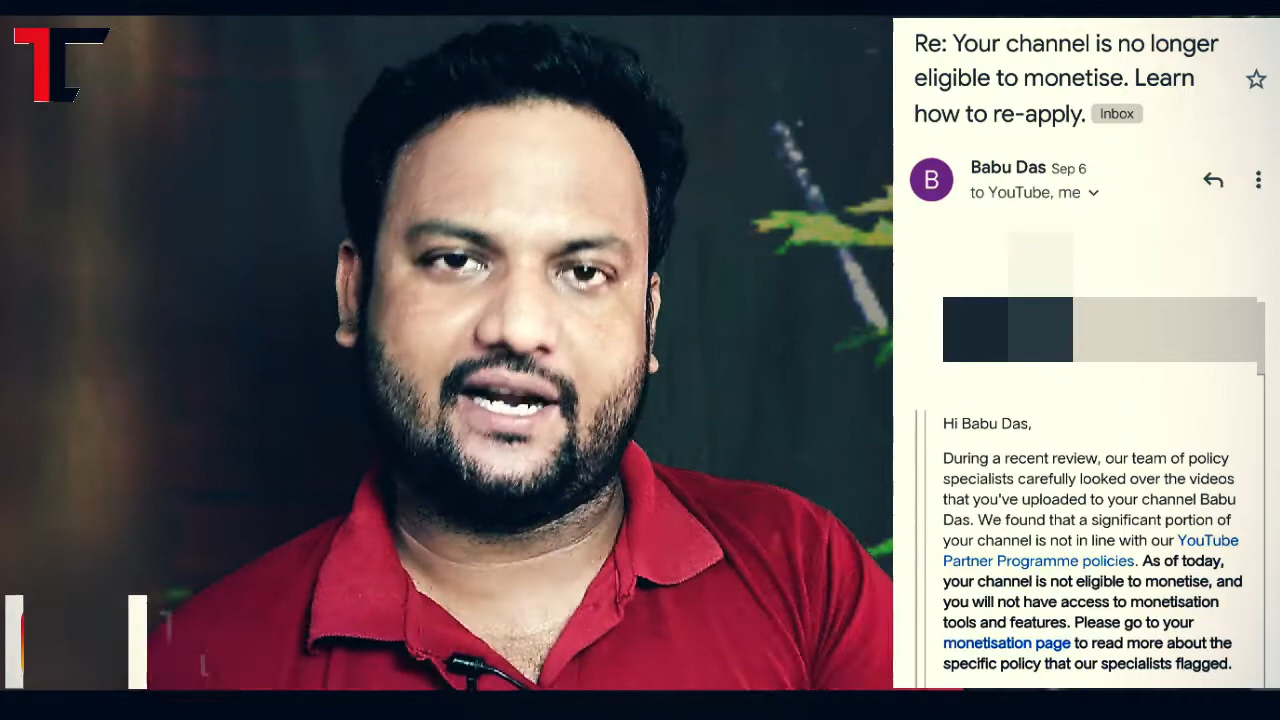 Re: Your channel is no longer
eligible to monetise. Learn
how to re-apply. Inbox
B
Babu Das Sep 6
to YouTube, me
Hi Babu Das,
During a recent review, our team of policy
specialists carefully looked over the videos
that you've uploaded to your channel Babu
Das. We found that a significant portion of
your channel is not in line with our YouTube
Partner Programme policies. As of today,
your channel is not eligible to monetise, and
you will not have access to monetisation
tools and features. Please go to your
monetisation page to read more about the
specific policy that our specialists flagged.